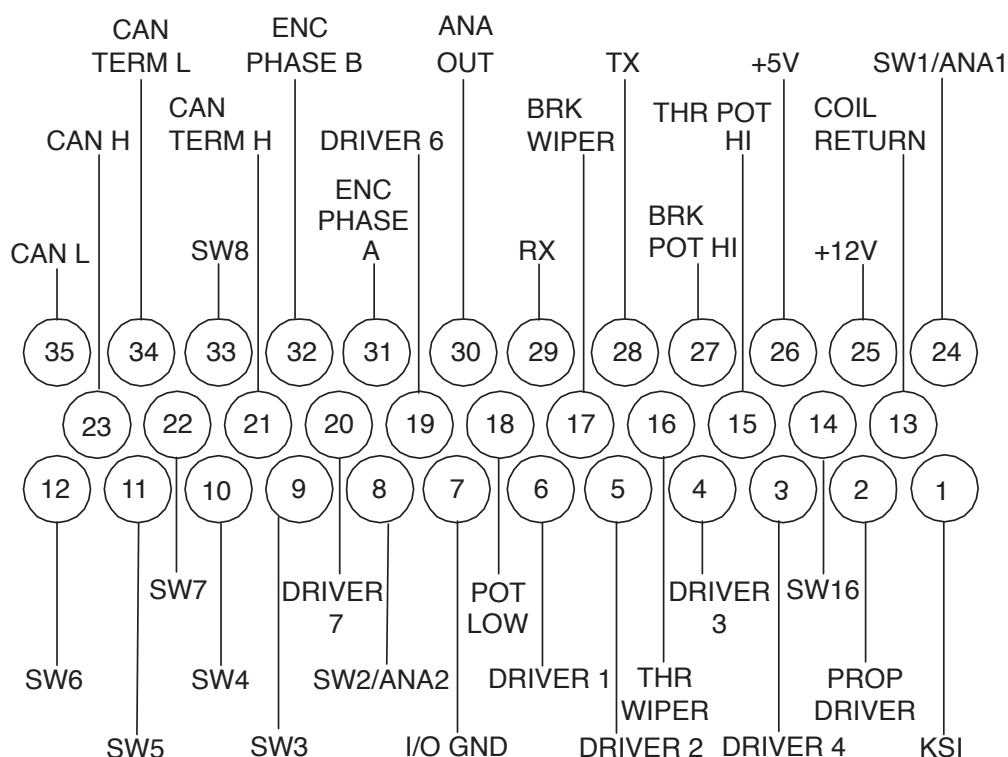 CAN
TERM L
ENC
PHASE B
ANA
OUT
TX
+5V
SW1/ANA1
CAN H
CAN
TERM H
DRIVER 6
BRK
WIPER
THR POT
HI
COIL
RETURN
CAN L
SW8
ENC
PHASE
A
RX
BRK
POT HI
+12V
35 34 33 32 31 30 29 28 27 26 25 24
23 22 21 20 19 18 17 16 15 14 13
12 11 10 9 8 7 6 5 4 3 2 1
SW7
DRIVER
7
POT
LOW
DRIVER
3
SW16
SW6
SW4
SW2/ANA2
DRIVER 1
THR
WIPER
PROP
DRIVER
SW5
SW3
I/O GND
DRIVER 2
DRIVER 4
KSI